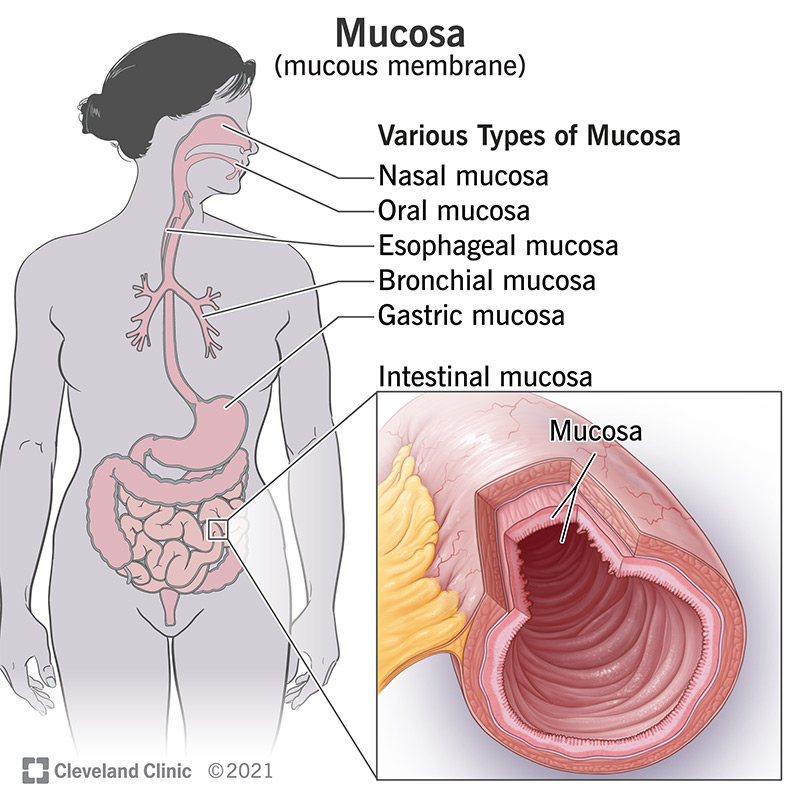 Mucosa
(mucous membrane)
Various Types of Mucosa
Nasal mucosa
Oral mucosa
Esophageal mucosa
Bronchial mucosa
Gastric mucosa
Intestinal mucosa
Mucosa
Cleveland Clinic ©2021